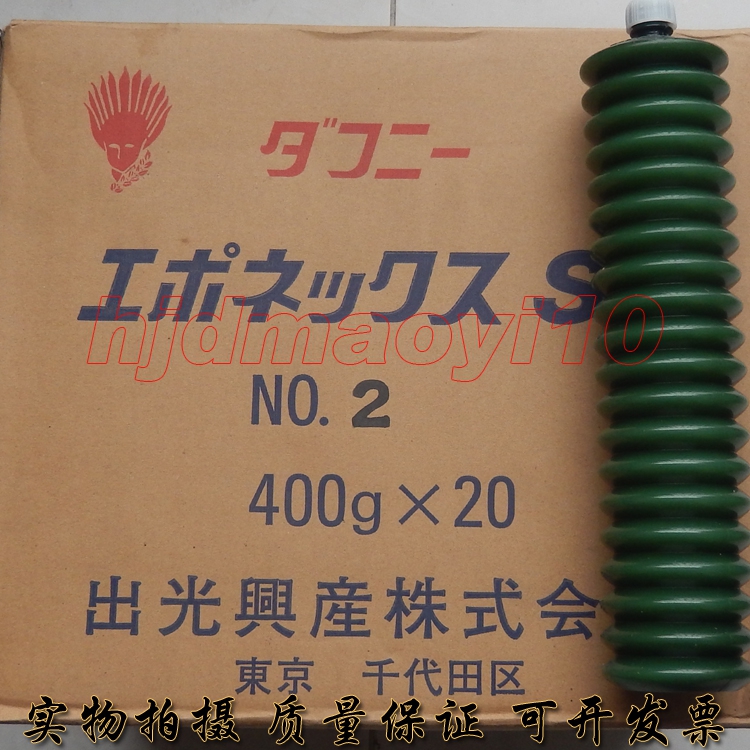 ダフニー
エポネックス S
hjdmaoyi10
NO. 2
400g×20
出光興産株式会
東京 千代田区
实物拍摄 质量保证 可开发票